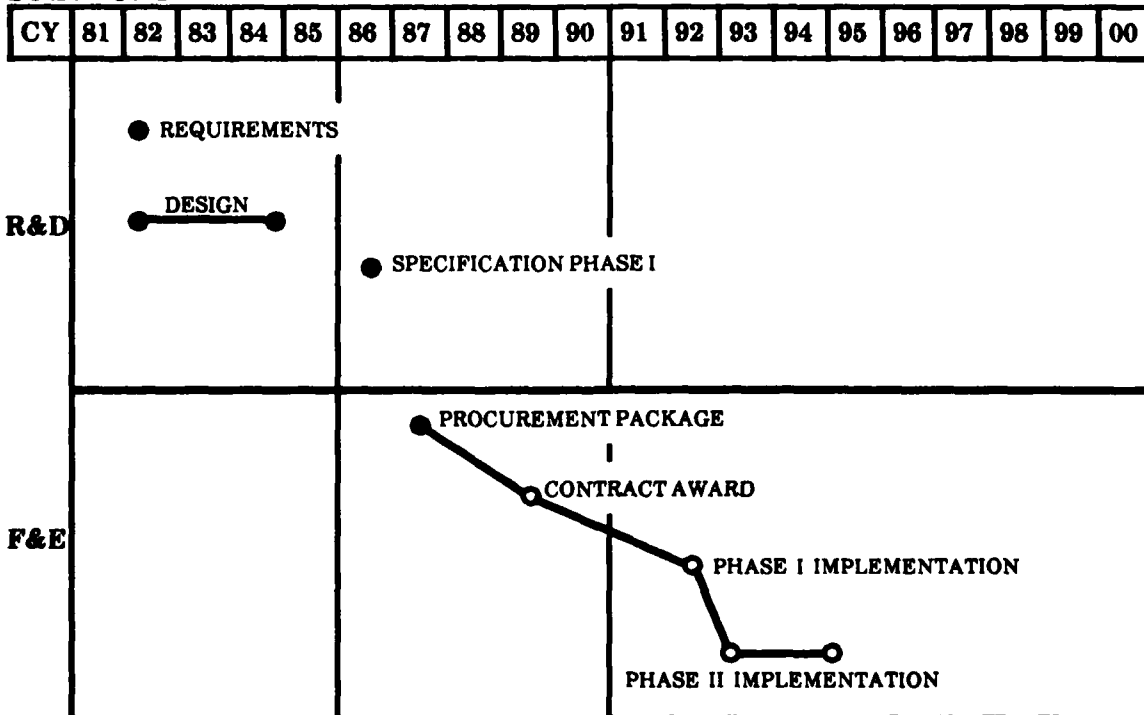 CY 81 82 83 84 85 86 87 88 89 90 91 92 93 94 95 96 97 98 99 00
REQUIREMENTS
DESIGN
R&D
SPECIFICATION PHASE I
PROCUREMENT PACKAGE
CONTRACT AWARD
F&E
PHASE I IMPLEMENTATION
PHASE II IMPLEMENTATION